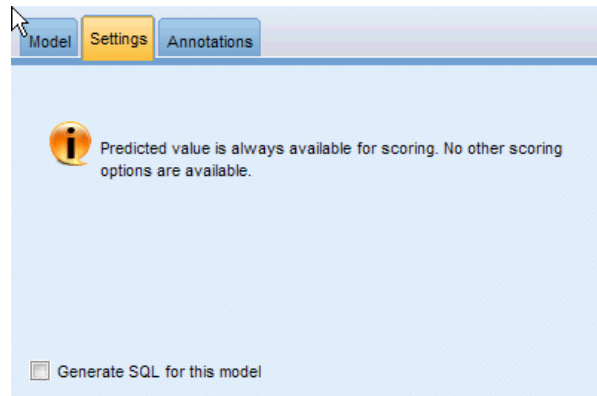 Model Settings Annotations
Predicted value is always available for scoring. No other scoring
options are available.
Generate SQL for this model